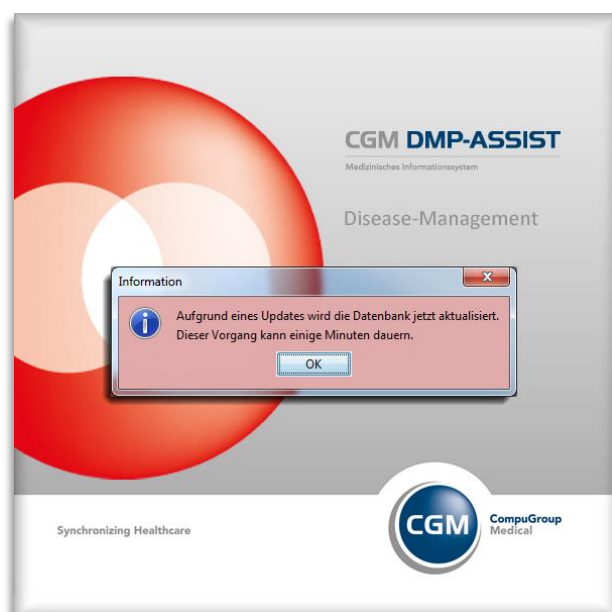 CGM DMP-ASSIST
Medizinisches Informationssystem
Disease-Management
Information
Aufgrund eines Updates wird die Datenbank jetzt aktualisiert.
Dieser Vorgang kann einige Minuten dauern.
OK
Synchronizing Healthcare
CGM
CompuGroup
Medical